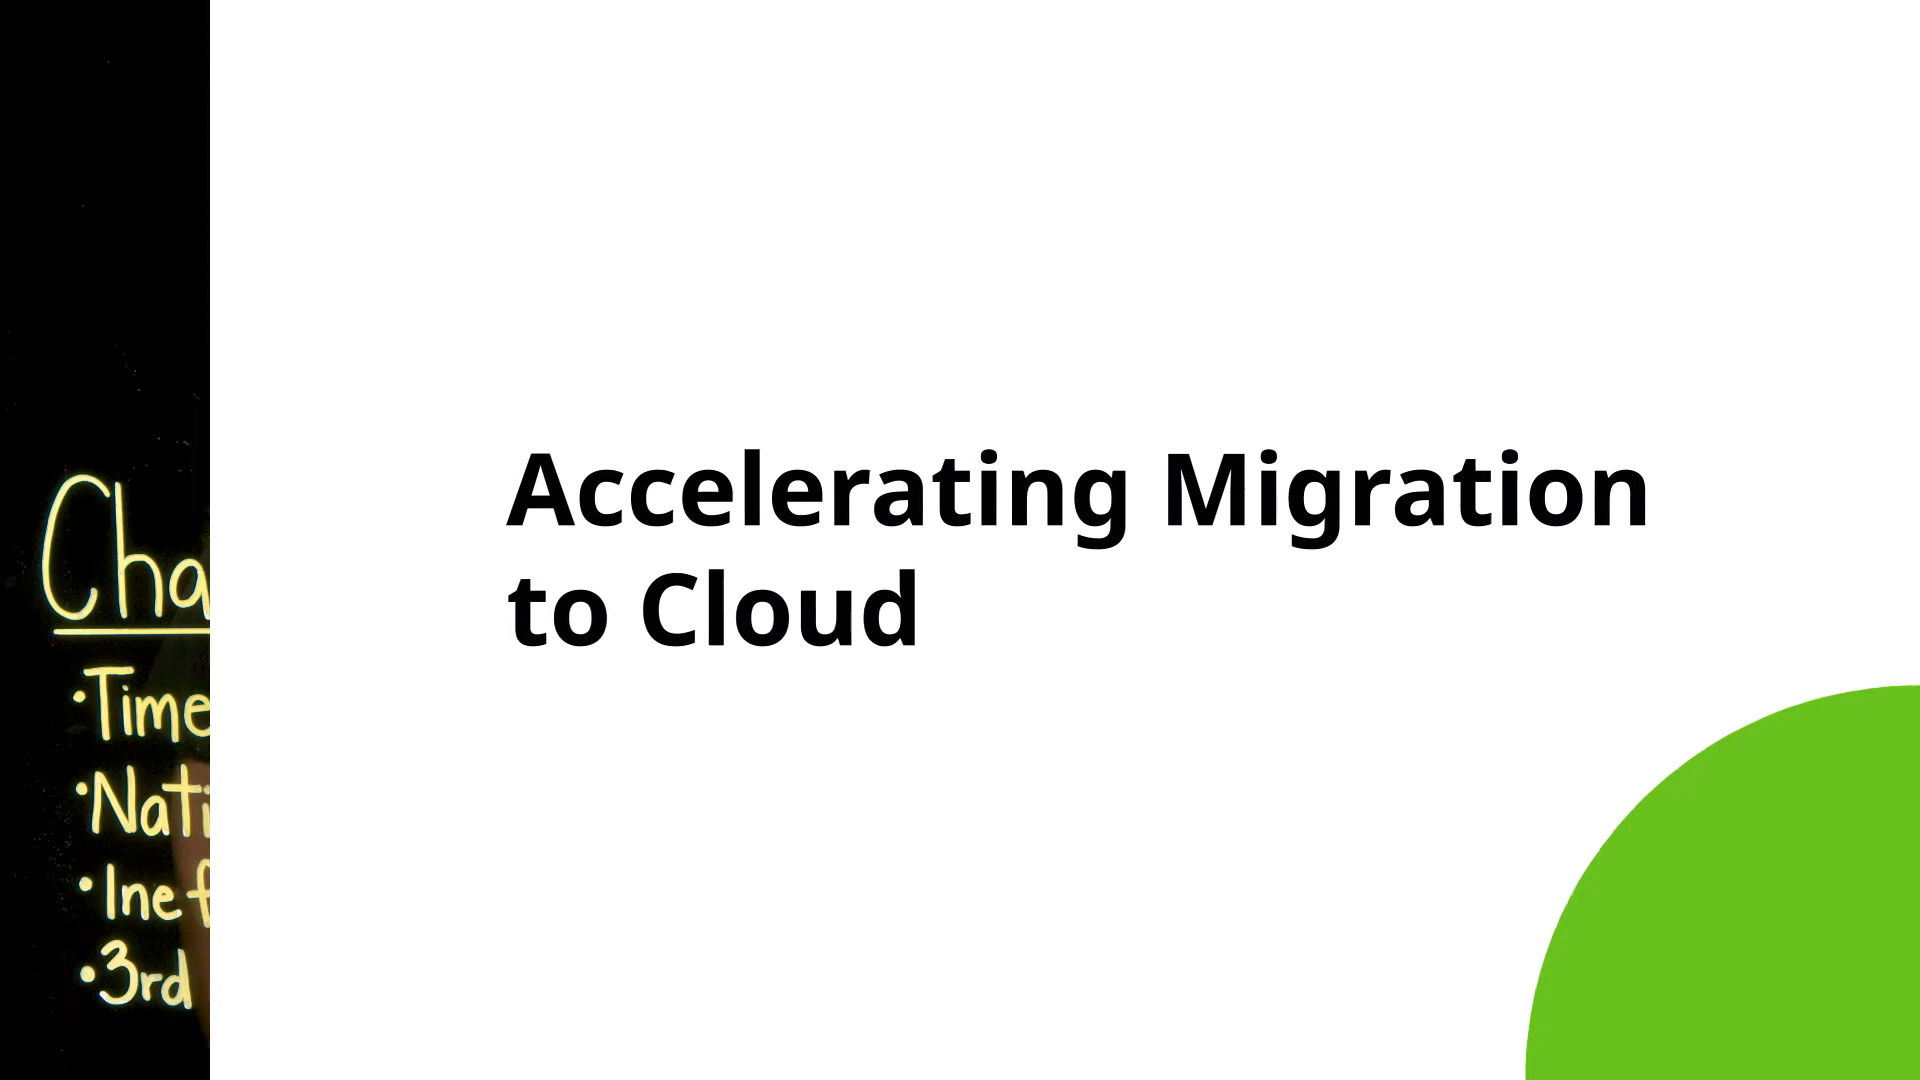 Accelerating Migration
to Cloud
Cha
•Time
•Nati
•Inef
•3rd